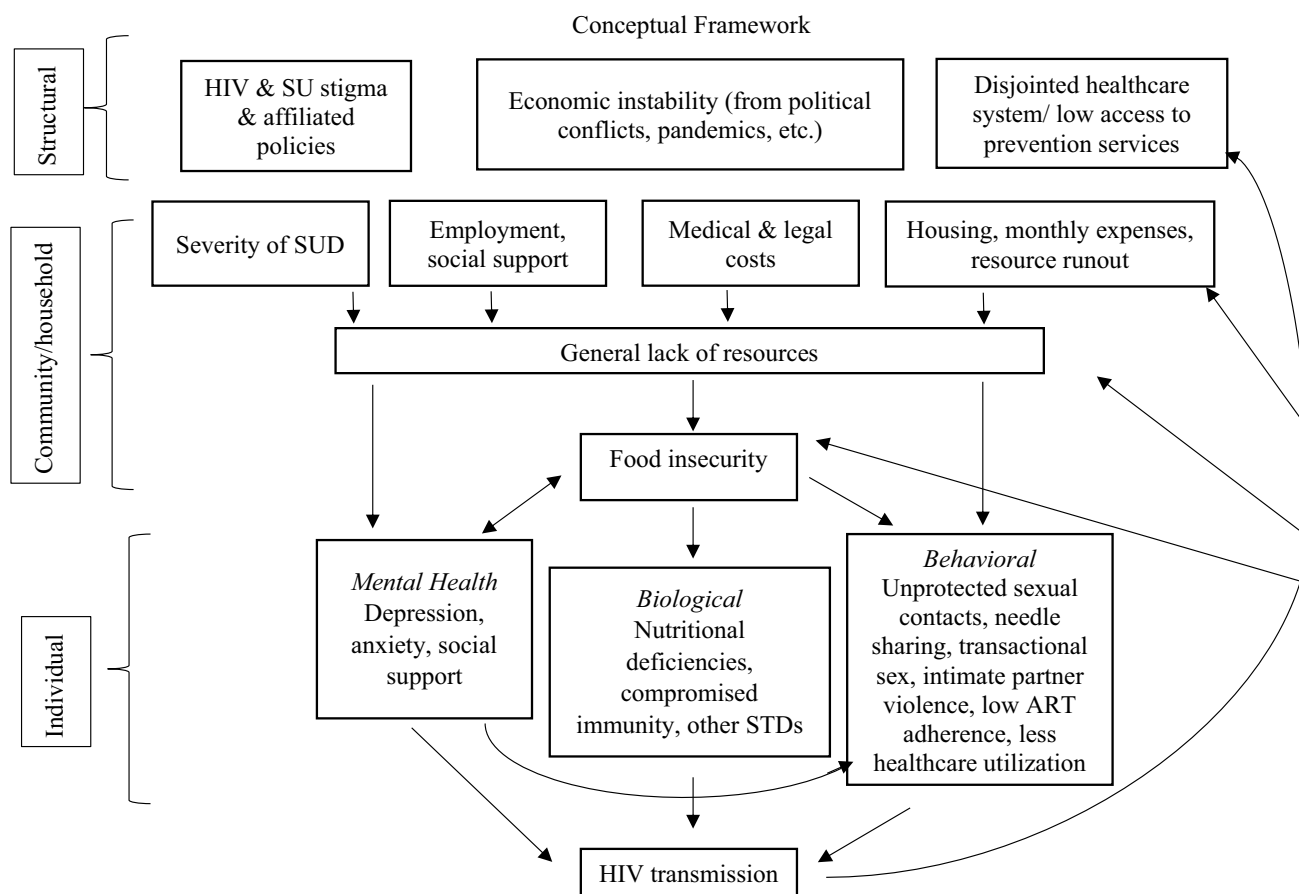 Conceptual Framework
Structural
HIV & SU stigma
& affiliated
policies
Economic instability (from political
conflicts, pandemics, etc.)
Disjointed healthcare
system/ low access to
prevention services
Community/household
Severity of SUD
Employment,
social support
Medical & legal
costs
Housing, monthly expenses,
resource runout
General lack of resources
Food insecurity
Individual
Mental Health
Depression,
anxiety, social
support
Biological
Nutritional
deficiencies,
compromised
immunity, other STDs
Behavioral
Unprotected sexual
contacts, needle
sharing, transactional
sex, intimate partner
violence, low ART
adherence, less
healthcare utilization
HIV transmission